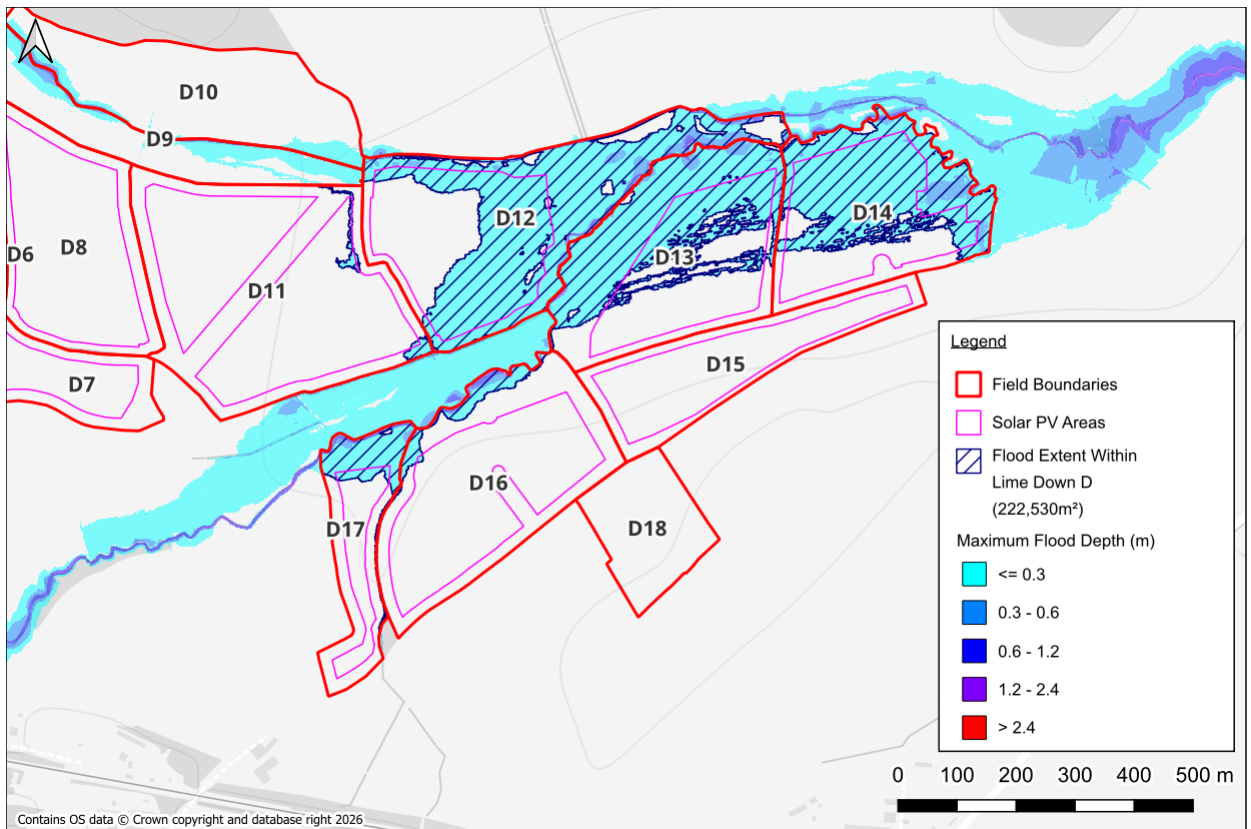 D10
D9
D12
D14
D6
D8
D13
D11
D15
D7
D16
D17
D18
Legend
Field Boundaries
Solar PV Areas
Flood Extent Within
Lime Down D
(222,530m²)
Maximum Flood Depth (m)
<= 0.3
0.3 - 0.6
0.6 - 1.2
1.2 - 2.4
> 2.4
0 100 200 300 400 500 m
Contains OS data © Crown copyright and database right 2026